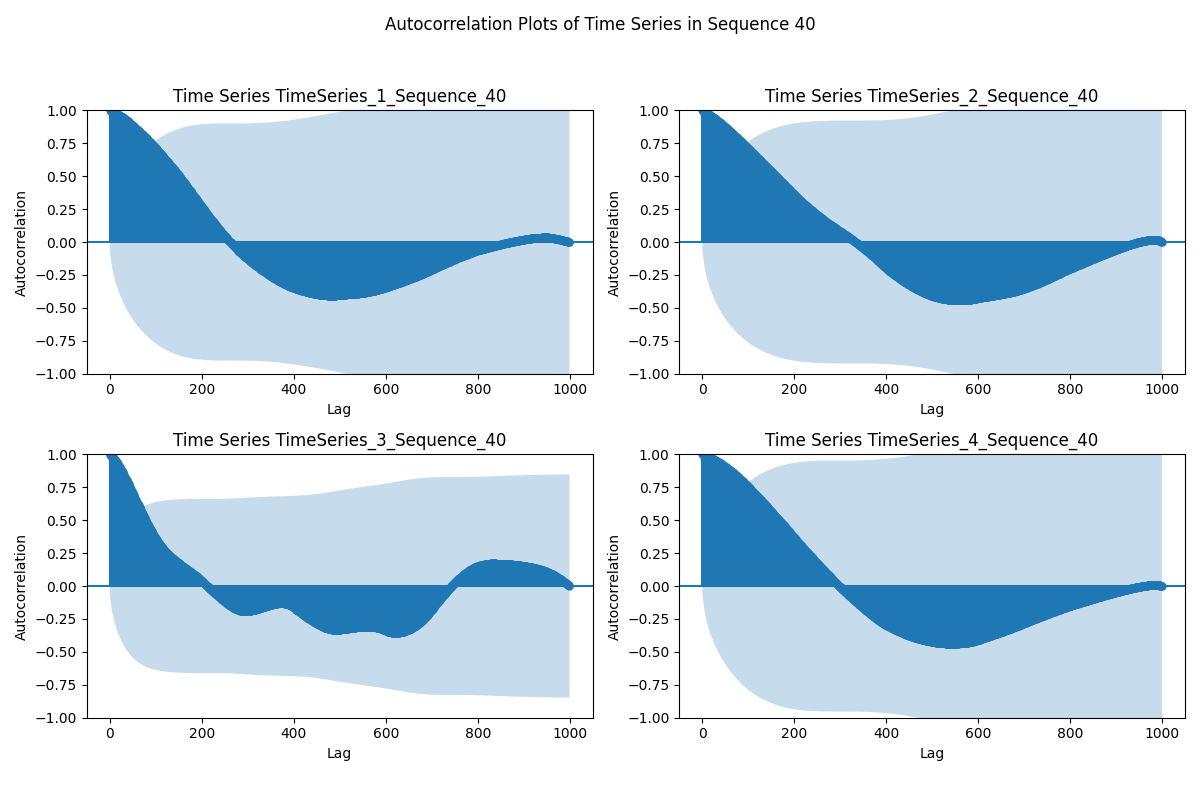 Autocorrelation Plots of Time Series in Sequence 40
Time Series TimeSeries_1_Sequence_40
1.00
0.75
0.50
0.25
0.00
−0.25
−0.50
−0.75
−1.00
Autocorrelation
0 200 400 600 800 1000
Lag
Time Series TimeSeries_2_Sequence_40
1.00
0.75
0.50
0.25
0.00
−0.25
−0.50
−0.75
−1.00
Autocorrelation
0 200 400 600 800 1000
Lag
Time Series TimeSeries_3_Sequence_40
1.00
0.75
0.50
0.25
0.00
−0.25
−0.50
−0.75
−1.00
Autocorrelation
0 200 400 600 800 1000
Lag
Time Series TimeSeries_4_Sequence_40
1.00
0.75
0.50
0.25
0.00
−0.25
−0.50
−0.75
−1.00
Autocorrelation
0 200 400 600 800 1000
Lag